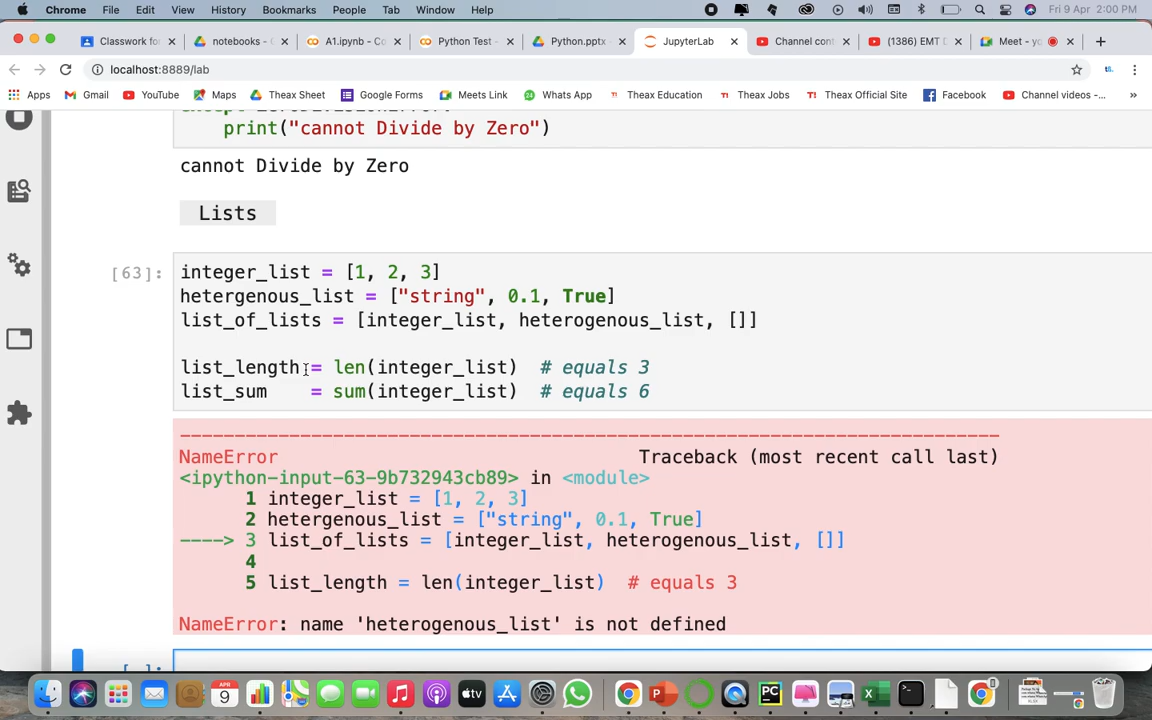 Chrome File Edit View History Bookmarks People Tab Window Help Fri 9 Apr 2:00 PM
Classwork for notebooks - G A1.ipynb - Co Python Test - Python.pptx JupyterLab Channel cont (1386) EMT D Meet - yq
localhost:8889/lab
Apps Gmail YouTube Maps Theax Sheet Google Forms Meets Link Whats App Theax Education Theax Jobs Theax Official Site Facebook Channel videos -... »
print("cannot Divide by Zero")
cannot Divide by Zero
Lists
[63]: integer_list = [1, 2, 3]
hetergenous_list = ["string", 0.1, True]
list_of_lists = [integer_list, heterogenous_list, []]
list_length = len(integer_list) # equals 3
list_sum = sum(integer_list) # equals 6
---------------------------------------------------------------------------
NameError Traceback (most recent call last)
<ipython-input-63-9b732943cb89> in <module>
1 integer_list = [1, 2, 3]
2 hetergenous_list = ["string", 0.1, True]
----> 3 list_of_lists = [integer_list, heterogenous_list, []]
4
5 list_length = len(integer_list) # equals 3
NameError: name 'heterogenous_list' is not defined
[ ]: